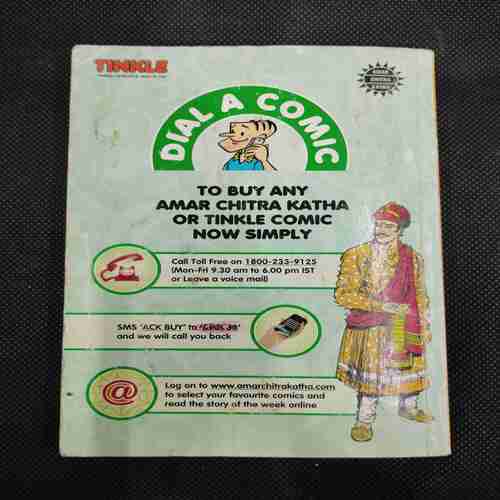 TINKLE
AMAR
CHITRA
KATHA
DIAL A COMIC
TO BUY ANY
AMAR CHITRA KATHA
OR TINKLE COMIC
NOW SIMPLY
Call Toll Free on 1800-233-9125
(Mon-Fri 9.30 am to 6.00 pm IST
or Leave a voice mail)
SMS 'ACK BUY' to
and we will call you back
@
Log on to www.amarchitrakatha.com
to select your favourite comics and
read the story of the week online